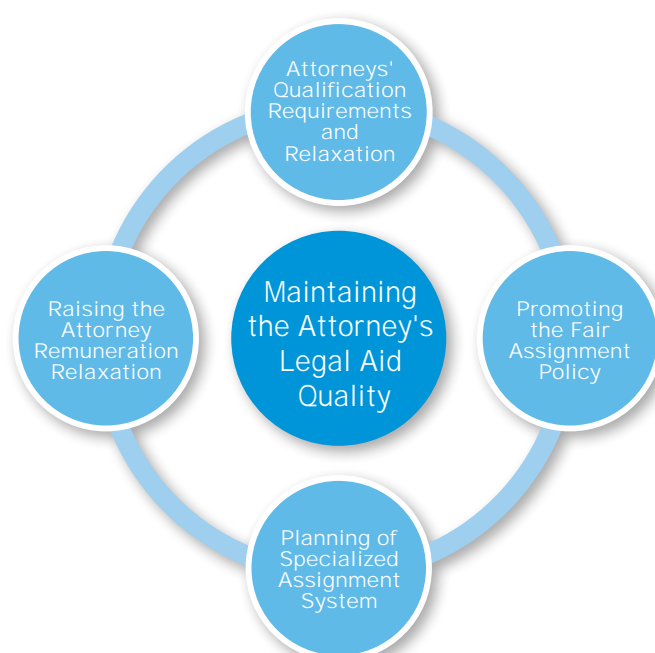 Attorneys'
Qualification
Requirements
and
Relaxation
Raising the
Attorney
Remuneration
Relaxation
Maintaining
the Attorney's
Legal Aid
Quality
Promoting
the Fair
Assignment
Policy
Planning of
Specialized
Assignment
System